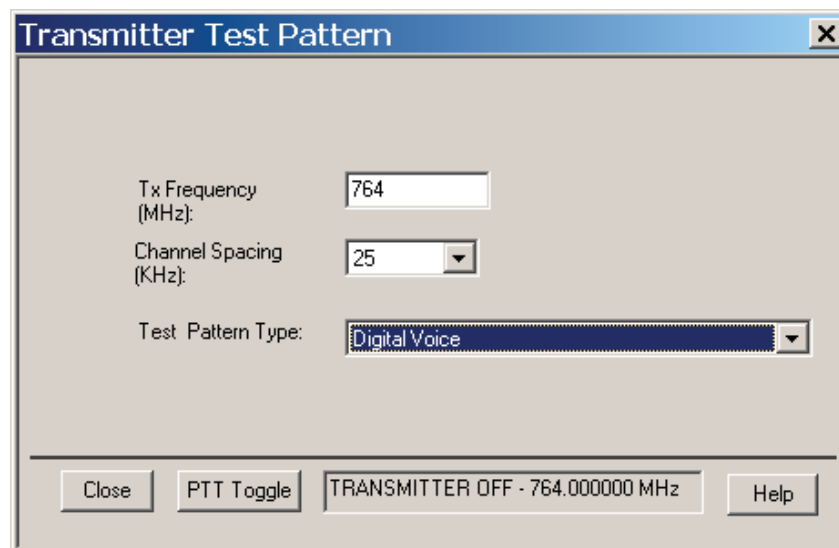 Transmitter Test Pattern
Tx Frequency
(MHz):
764
Channel Spacing
(KHz):
25
Test Pattern Type:
Digital Voice
Close
PTT Toggle
TRANSMITTER OFF - 764.000000 MHz
Help